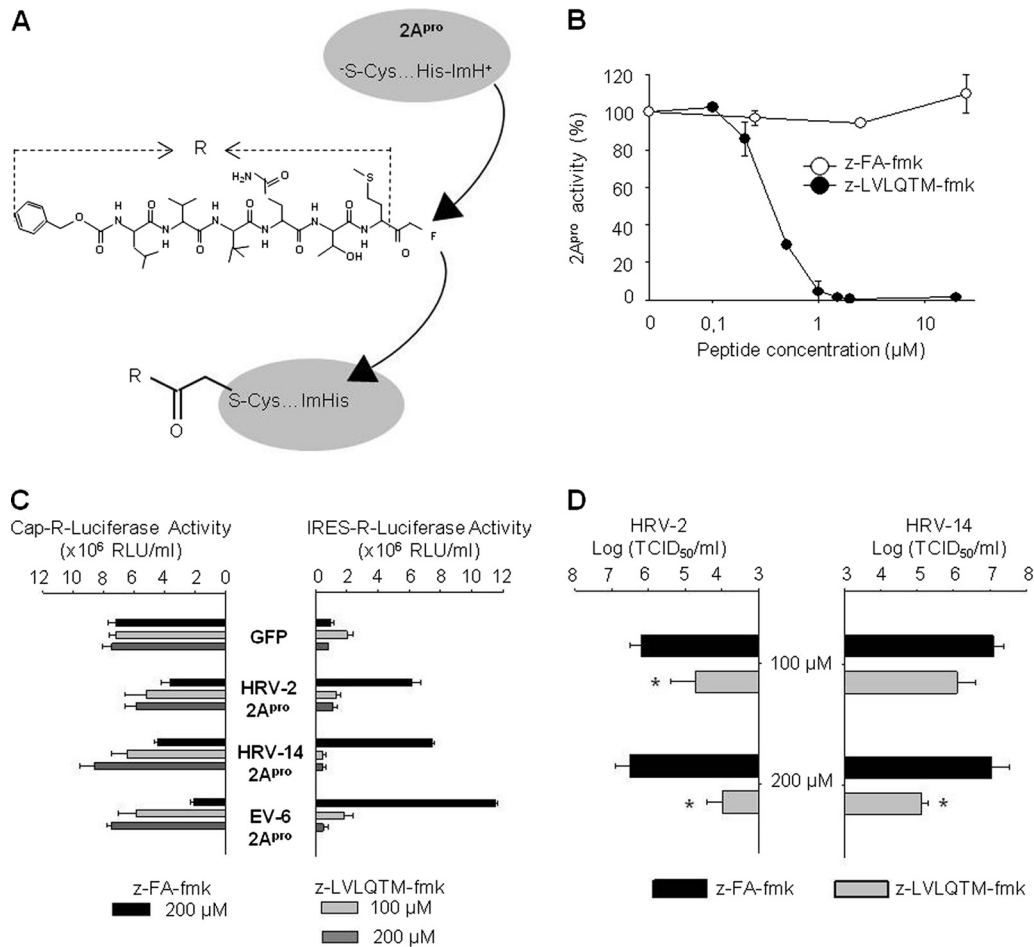 A
2Apro
-S-Cys...His-ImH+
R
H2N
O
S
H
N
O
O
H
N
O
N
H
O
H
N
O
N
H
O
H
N
OH
O
N
H
O
F
R
O
S-Cys...ImHis
B
2Apro activity (%)
120
100
80
60
40
20
0
z-FA-fmk
z-LVLQTM-fmk
0
0,1
1
10
Peptide concentration (µM)
C
Cap-R-Luciferase Activity
(x10⁶ RLU/ml)
12 10 8 6 4 2 0
IRES-R-Luciferase Activity
(x10⁶ RLU/ml)
0 2 4 6 8 10 12
GFP
HRV-2
2Apro
HRV-14
2Apro
EV-6
2Apro
z-FA-fmk
200 µM
z-LVLQTM-fmk
100 µM
200 µM
D
HRV-2
Log (TCID50/ml)
8 7 6 5 4 3
HRV-14
Log (TCID50/ml)
3 4 5 6 7 8
100 µM
*
200 µM
* *
z-FA-fmk
z-LVLQTM-fmk